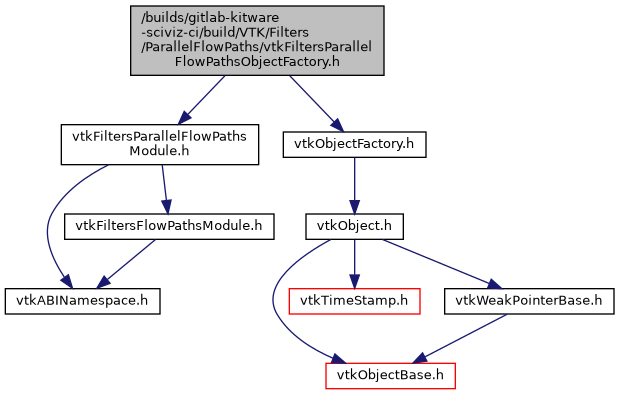 /builds/gitlab-kitware
-sciviz-ci/build/VTK/Filters
/ParallelFlowPaths/vtkFiltersParallel
FlowPathsObjectFactory.h
vtkFiltersParallelFlowPaths
Module.h
vtkObjectFactory.h
vtkFiltersFlowPathsModule.h
vtkObject.h
vtkABINamespace.h
vtkTimeStamp.h
vtkWeakPointerBase.h
vtkObjectBase.h